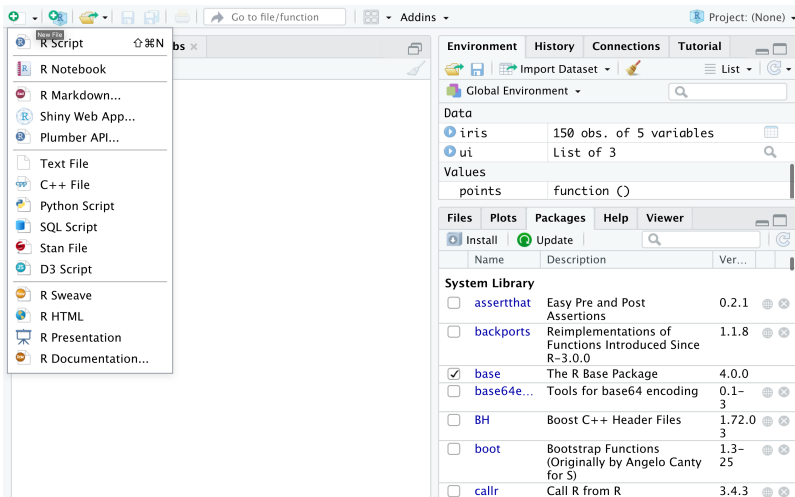 Go to file/function
Addins
Project: (None)
New File
R Script ⇧⌘N
R Notebook
R Markdown...
Shiny Web App...
Plumber API...
Text File
C++ File
Python Script
SQL Script
Stan File
D3 Script
R Sweave
R HTML
R Presentation
R Documentation...
bs ×
Environment History Connections Tutorial
Import Dataset List
Global Environment
Data
iris 150 obs. of 5 variables
ui List of 3
Values
points function ()
Files Plots Packages Help Viewer
Install Update
Name Description Ver...
System Library
assertthat Easy Pre and Post 0.2.1
Assertions
backports Reimplementations of 1.1.8
Functions Introduced Since
R-3.0.0
base The R Base Package 4.0.0
base64e... Tools for base64 encoding 0.1-
3
BH Boost C++ Header Files 1.72.0
3
boot Bootstrap Functions 1.3-
(Originally by Angelo Canty 25
for S)
callr Call R from R 3.4.3